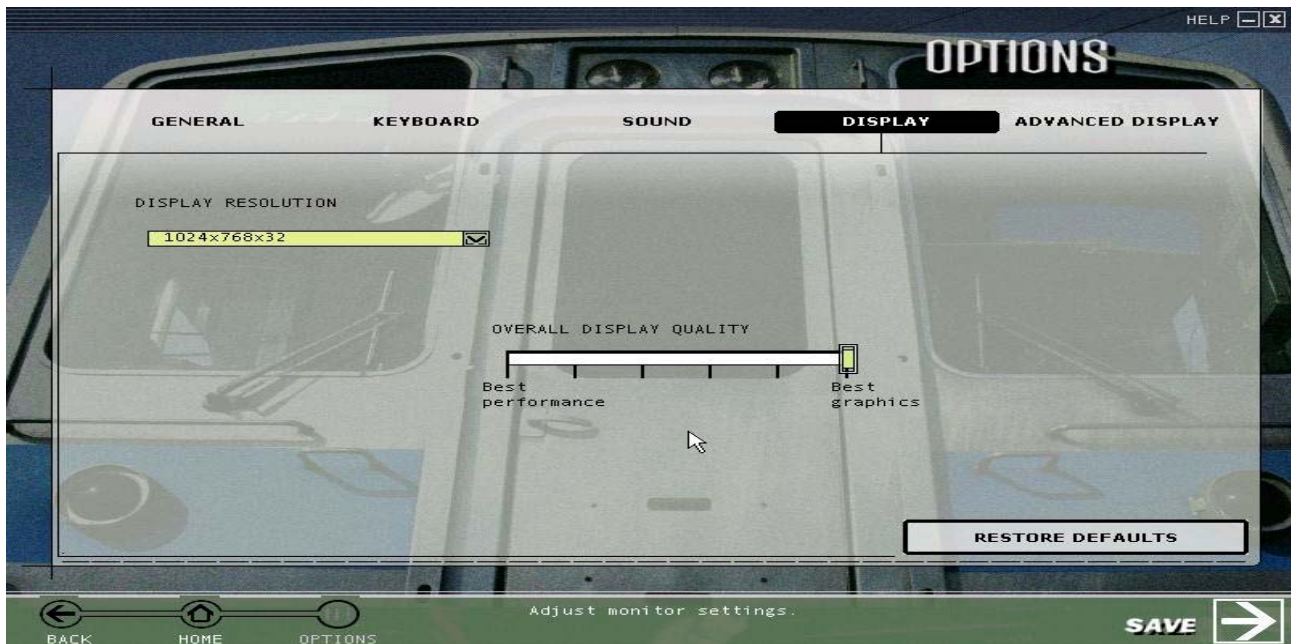 HELP
OPTIONS
GENERAL KEYBOARD SOUND DISPLAY ADVANCED DISPLAY
DISPLAY RESOLUTION
1024x768x32
OVERALL DISPLAY QUALITY
Best performance
Best graphics
RESTORE DEFAULTS
Adjust monitor settings.
BACK HOME OPTIONS
SAVE